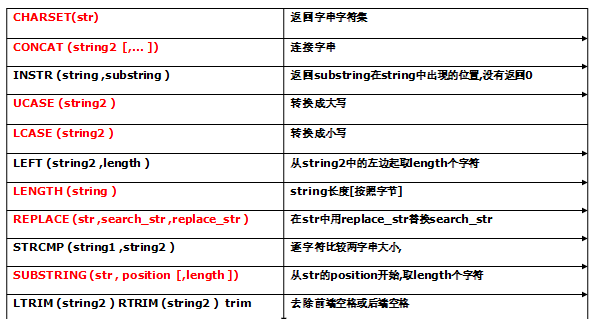 CHARSET(str) 返回字串字符集
CONCAT (string2 [,... ]) 连接字串
INSTR (string ,substring ) 返回substring在string中出现的位置,没有返回0
UCASE (string2 ) 转换成大写
LCASE (string2 ) 转换成小写
LEFT (string2 ,length ) 从string2中的左边起取length个字符
LENGTH (string ) string长度[按照字节]
REPLACE (str ,search_str ,replace_str ) 在str中用replace_str替换search_str
STRCMP (string1 ,string2 ) 逐字符比较两字串大小,
SUBSTRING (str , position [,length ]) 从str的position开始,取length个字符
LTRIM (string2 ) RTRIM (string2 ) trim 去除前端空格或后端空格